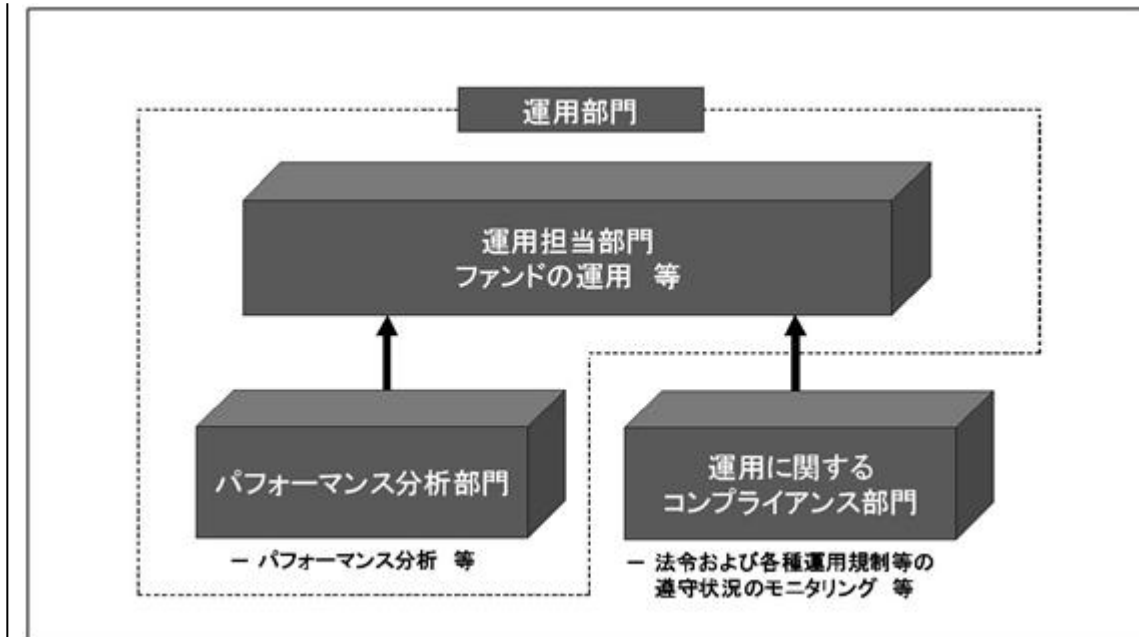 運用部門
運用担当部門
ファンドの運用　等
パフォーマンス分析部門
－ パフォーマンス分析　等
運用に関する
コンプライアンス部門
－ 法令および各種運用規制等の
遵守状況のモニタリング　等